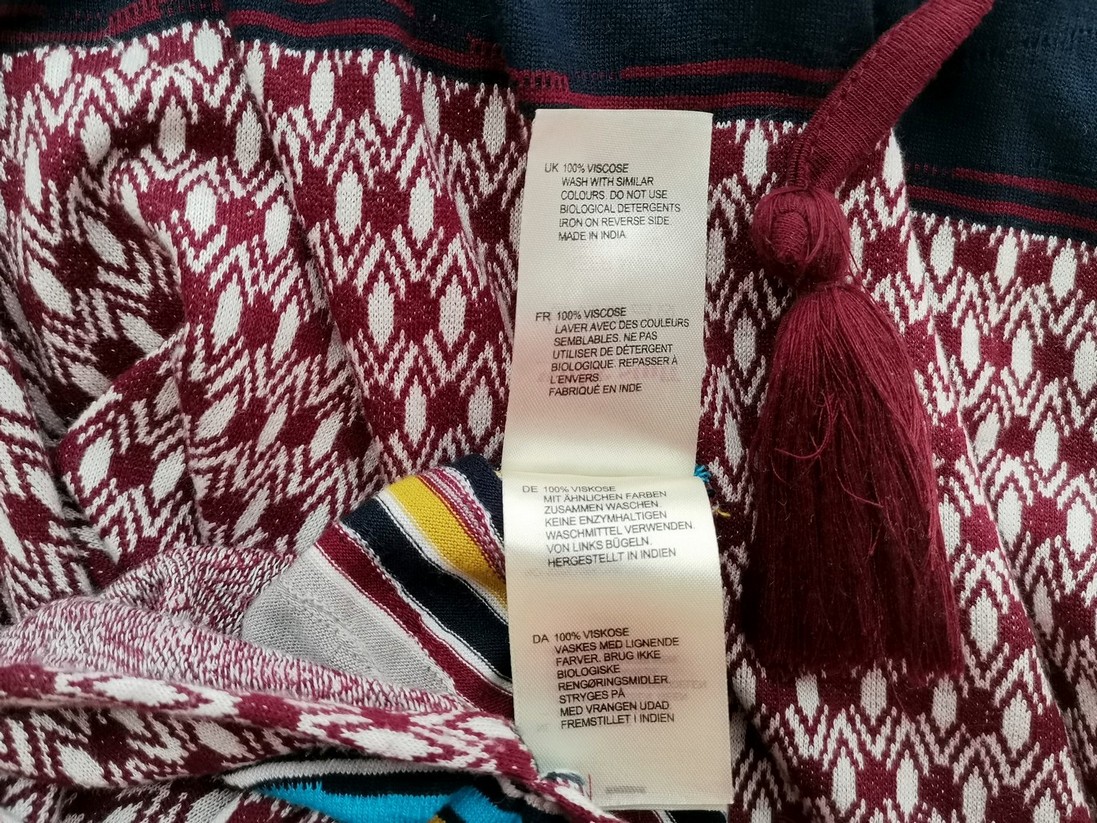 UK 100% VISCOSE
WASH WITH SIMILAR
COLOURS. DO NOT USE
BIOLOGICAL DETERGENTS.
IRON ON REVERSE SIDE.
MADE IN INDIA
FR 100% VISCOSE
LAVER AVEC DES COULEURS
SEMBLABLES. NE PAS
UTILISER DE DÉTERGENT
BIOLOGIQUE. REPASSER À
L'ENVERS.
FABRIQUÉ EN INDE
DE 100% VISKOSE
MIT ÄHNLICHEN FARBEN
ZUSAMMEN WASCHEN.
KEINE ENZYMHALTIGEN
WASCHMITTEL VERWENDEN.
VON LINKS BÜGELN.
HERGESTELLT IN INDIEN
DA 100% VISKOSE
VASKES MED LIGNENDE
FARVER. BRUG IKKE
BIOLOGISKE
RENGØRINGSMIDLER.
STRYGES PÅ
MED VRANGEN UDAD
FREMSTILLET I INDIEN